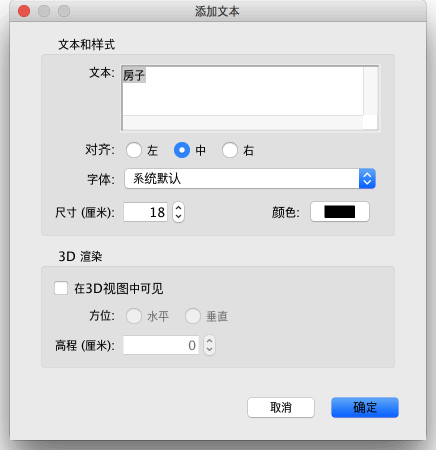 添加文本
文本和样式
文本: 房子
对齐: 左 中 右
字体: 系统默认
尺寸 (厘米): 18 颜色:
3D 渲染
在3D视图中可见
方位: 水平 垂直
高程 (厘米): 0
取消 确定